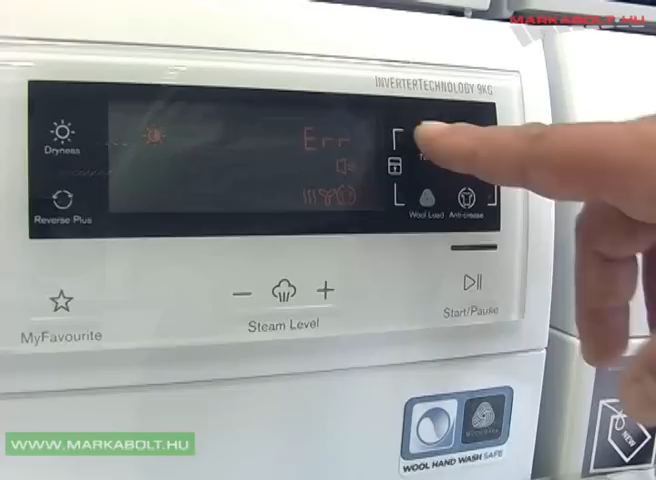 MARKABOLT.HU
INVERTERTECHNOLOGY 9KG
Dryness
Err
Reverse Plus
Wool Load
Anti-crease
MyFavourite
Steam Level
Start/Pause
WOOL HAND WASH SAFE
NEW
WWW.MARKABOLT.HU